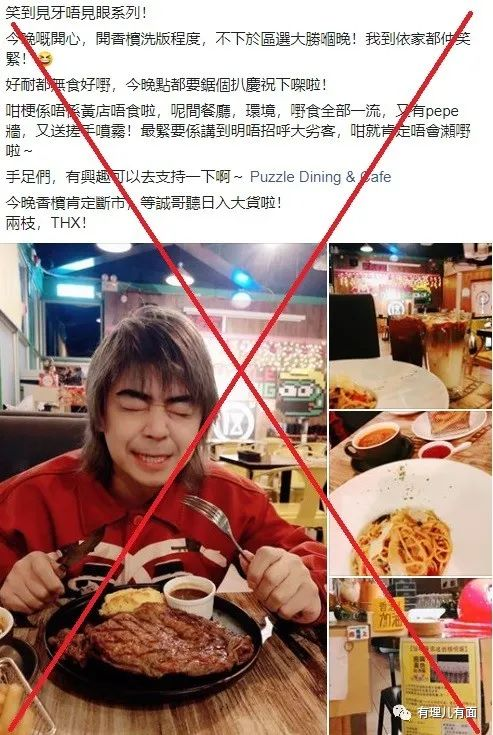 笑到見牙唔見眼系列！
今晚嘅開心，開香檳洗版程度，不下於區選大勝嗰晚！我到依家都仲笑
緊！😆
好耐都無食好嘢，今晚點都要鋸個扒慶祝下㗎啦！
咁梗係唔係黃店唔食啦，呢間餐廳，環境，嘢食全部一流，又有pepe
牆，又送搓手噴霧！最緊要係講到明唔招呼大劣客，咁就肯定唔會瀨嘢
啦～
手足們，有興趣可以去支持一下啊～ Puzzle Dining & Cafe
今晚香檳肯定斷市，等誠哥聽日入大貨啦！
兩枝，THX！
加油
有理儿有面